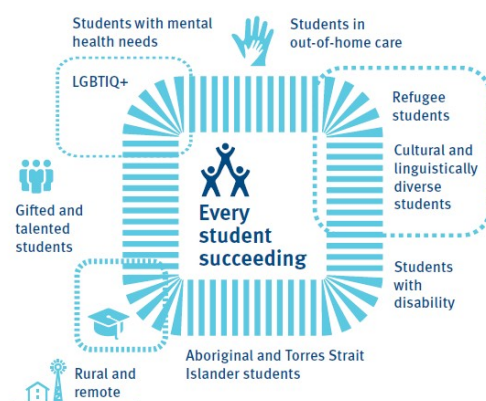 Students with mental
health needs
Students in
out-of-home care
LGBTIQ+
Refugee
students
Cultural and
linguistically
diverse
students
Gifted and
talented
students
Every
student
succeeding
Students
with
disability
Aboriginal and Torres Strait
Islander students
Rural and
remote